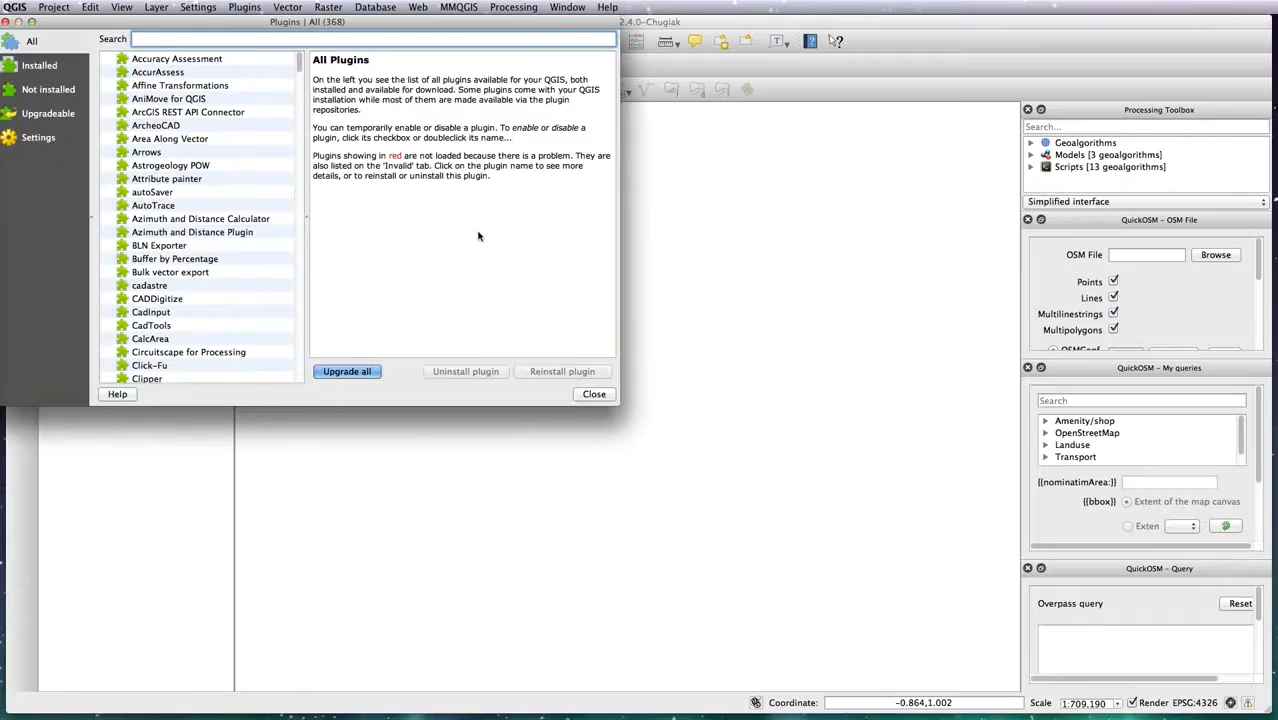 QGIS Project Edit View Layer Settings Plugins Vector Raster Database Web MMQGIS Processing Window Help
Plugins | All (368)
2.4.0-Chugiak
All
Installed
Not installed
Upgradeable
Settings
Search
Accuracy Assessment
AccurAssess
Affine Transformations
AniMove for QGIS
ArcGIS REST API Connector
ArcheoCAD
Area Along Vector
Arrows
Astrogeology POW
Attribute painter
autoSaver
AutoTrace
Azimuth and Distance Calculator
Azimuth and Distance Plugin
BLN Exporter
Buffer by Percentage
Bulk vector export
cadastre
CADDigitize
CadInput
CadTools
CalcArea
Circuitscape for Processing
Click-Fu
Clipper
All Plugins
On the left you see the list of all plugins available for your QGIS, both
installed and available for download. Some plugins come with your QGIS
installation while most of them are made available via the plugin
repositories.
You can temporarily enable or disable a plugin. To enable or disable a
plugin, click its checkbox or doubleclick its name...
Plugins showing in red are not loaded because there is a problem. They are
also listed on the 'Invalid' tab. Click on the plugin name to see more
details, or to reinstall or uninstall this plugin.
Upgrade all
Uninstall plugin
Reinstall plugin
Help
Close
Processing Toolbox
Search...
Geoalgorithms
Models [3 geoalgorithms]
Scripts [13 geoalgorithms]
Simplified interface
QuickOSM - OSM File
OSM File
Browse
Points
Lines
Multilinestrings
Multipolygons
OSMConf
QuickOSM - My queries
Search
Amenity/shop
OpenStreetMap
Landuse
Transport
{{nominatimArea:}}
{{bbox}} Extent of the map canvas
Exten
QuickOSM - Query
Overpass query
Reset
Coordinate: -0.864,1.002 Scale 1:709,190 Render EPSG:4326